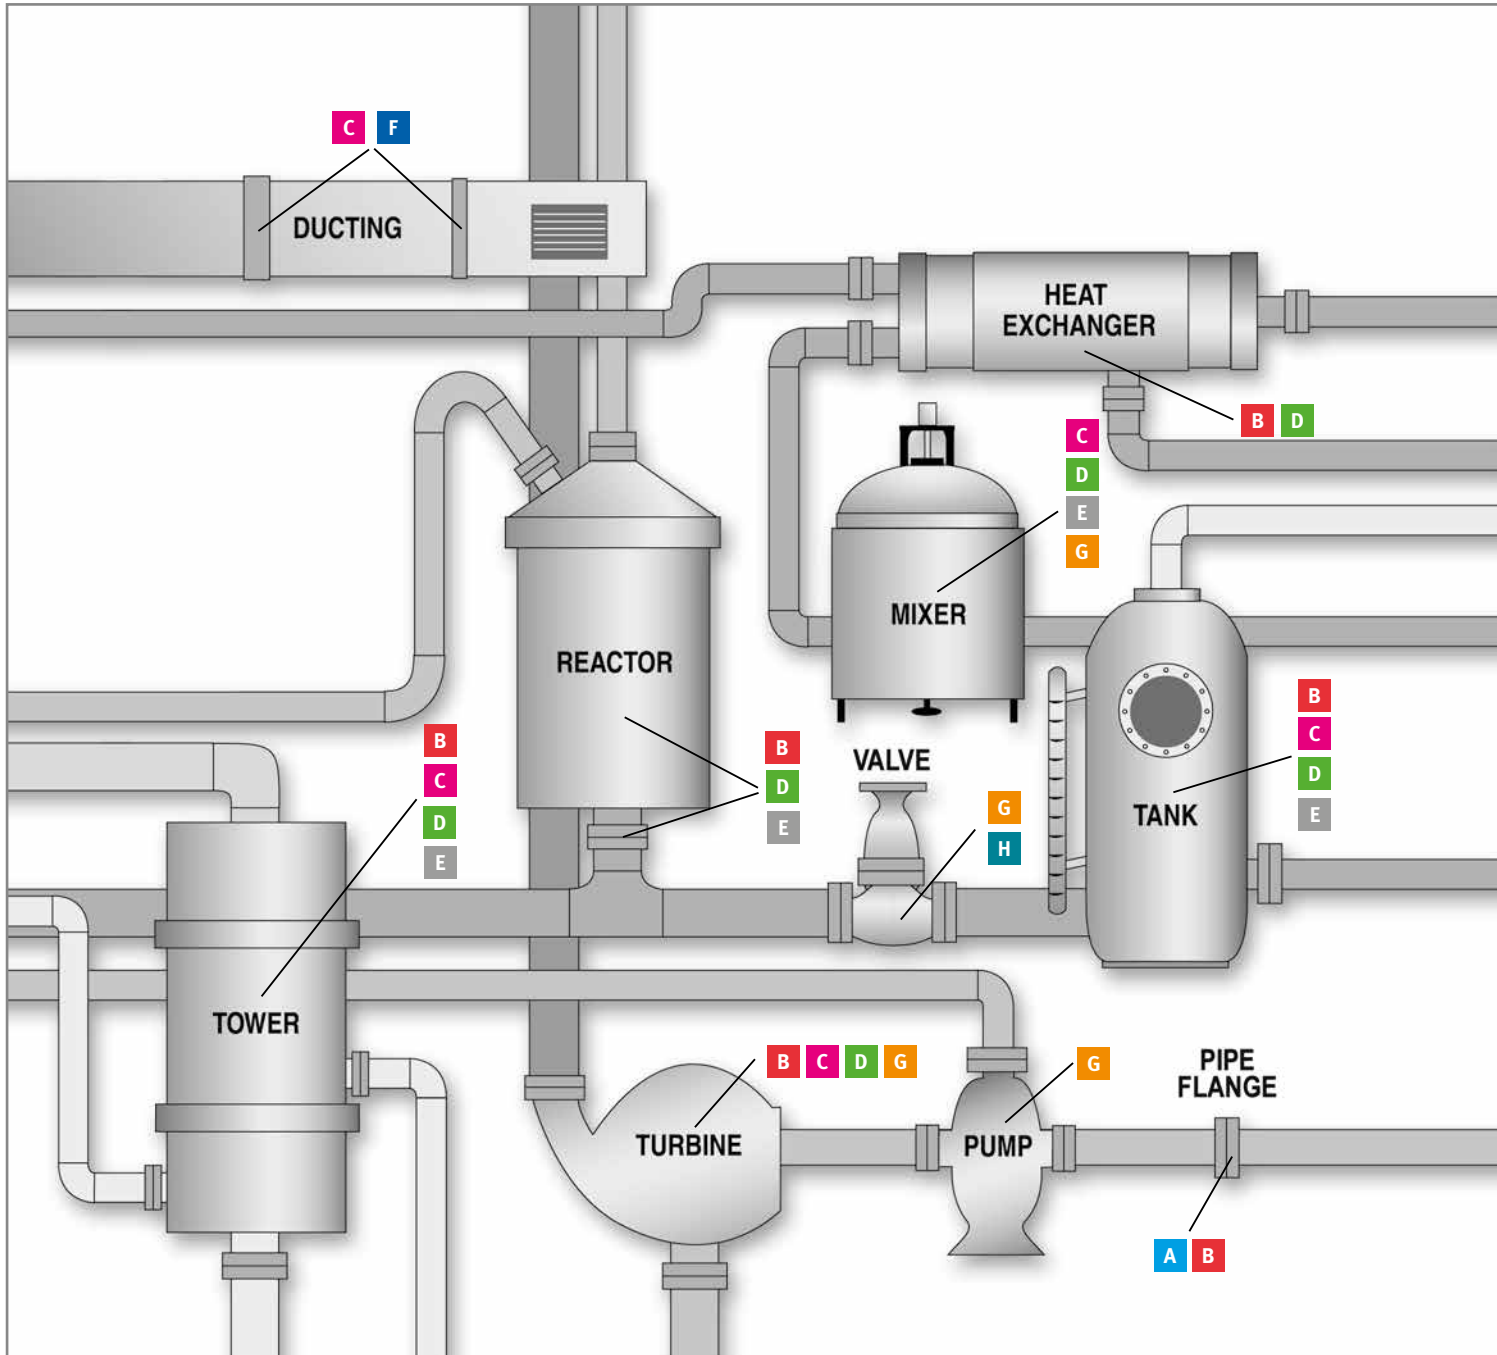 C F
DUCTING
HEAT
EXCHANGER
B D
C
D
E
G
MIXER
REACTOR
B
C
D
E
B
D
E
VALVE
G
H
B
C
D
E
TANK
TOWER
B C D G
TURBINE
G
PUMP
PIPE
FLANGE
A B